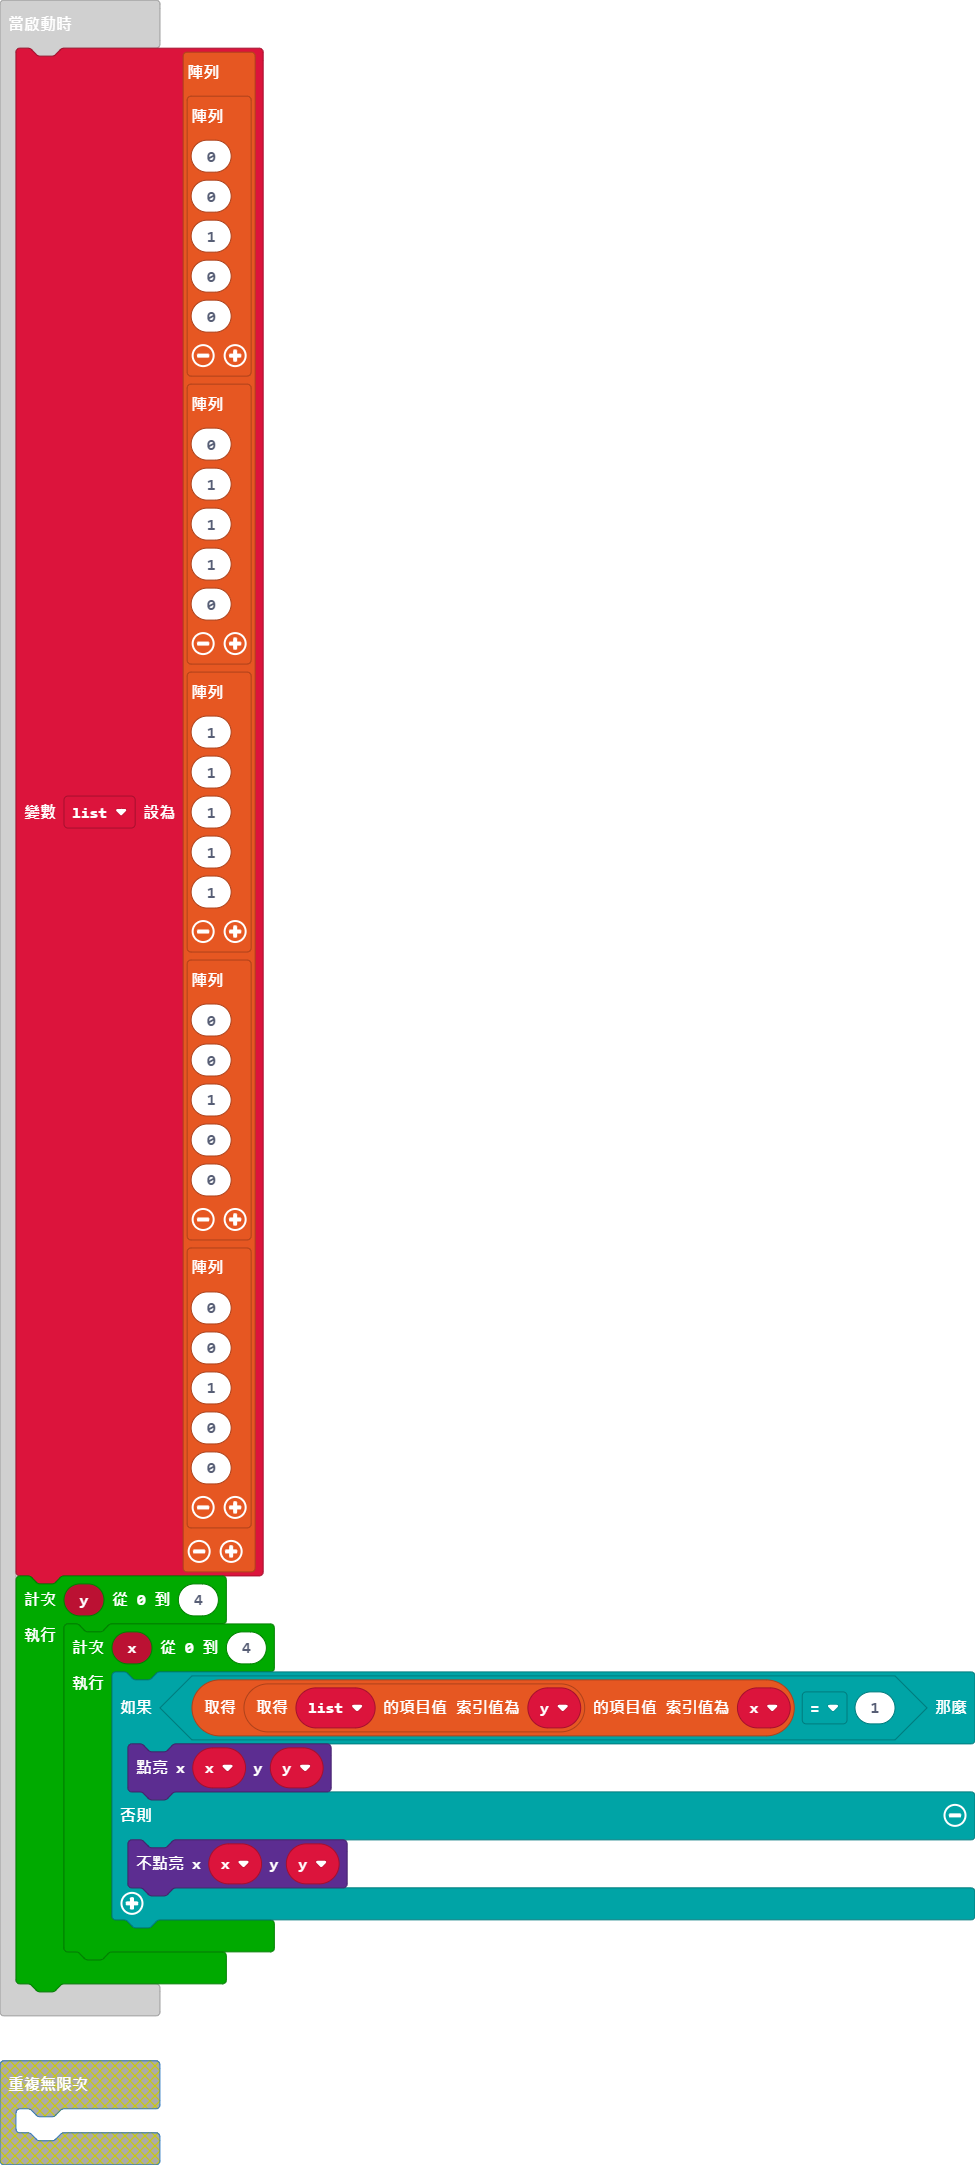 當啟動時
陣列
陣列
0
0
1
0
0
陣列
0
1
1
1
0
陣列
1
1
變數 list 設為
1
1
1
陣列
0
0
1
0
0
陣列
0
0
1
0
0
計次 y 從 0 到 4
執行
計次 x 從 0 到 4
執行
如果 取得 取得 list 的項目值 索引值為 y 的項目值 索引值為 x = 1 那麼
點亮 x x y y
否則
不點亮 x x y y
重複無限次